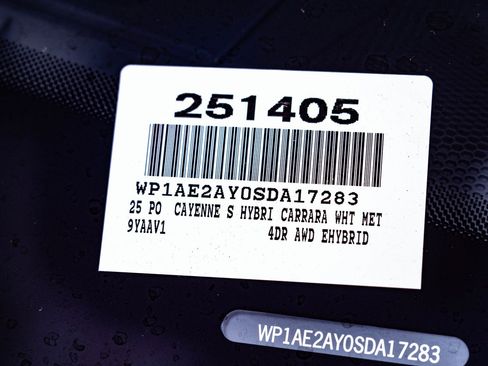 251405
WP1AE2AY0SDA17283
25 PO CAYENNE S HYBRI CARRARA WHT MET
9YAAV1 4DR AWD EHYBRID
WP1AE2AY0SDA17283